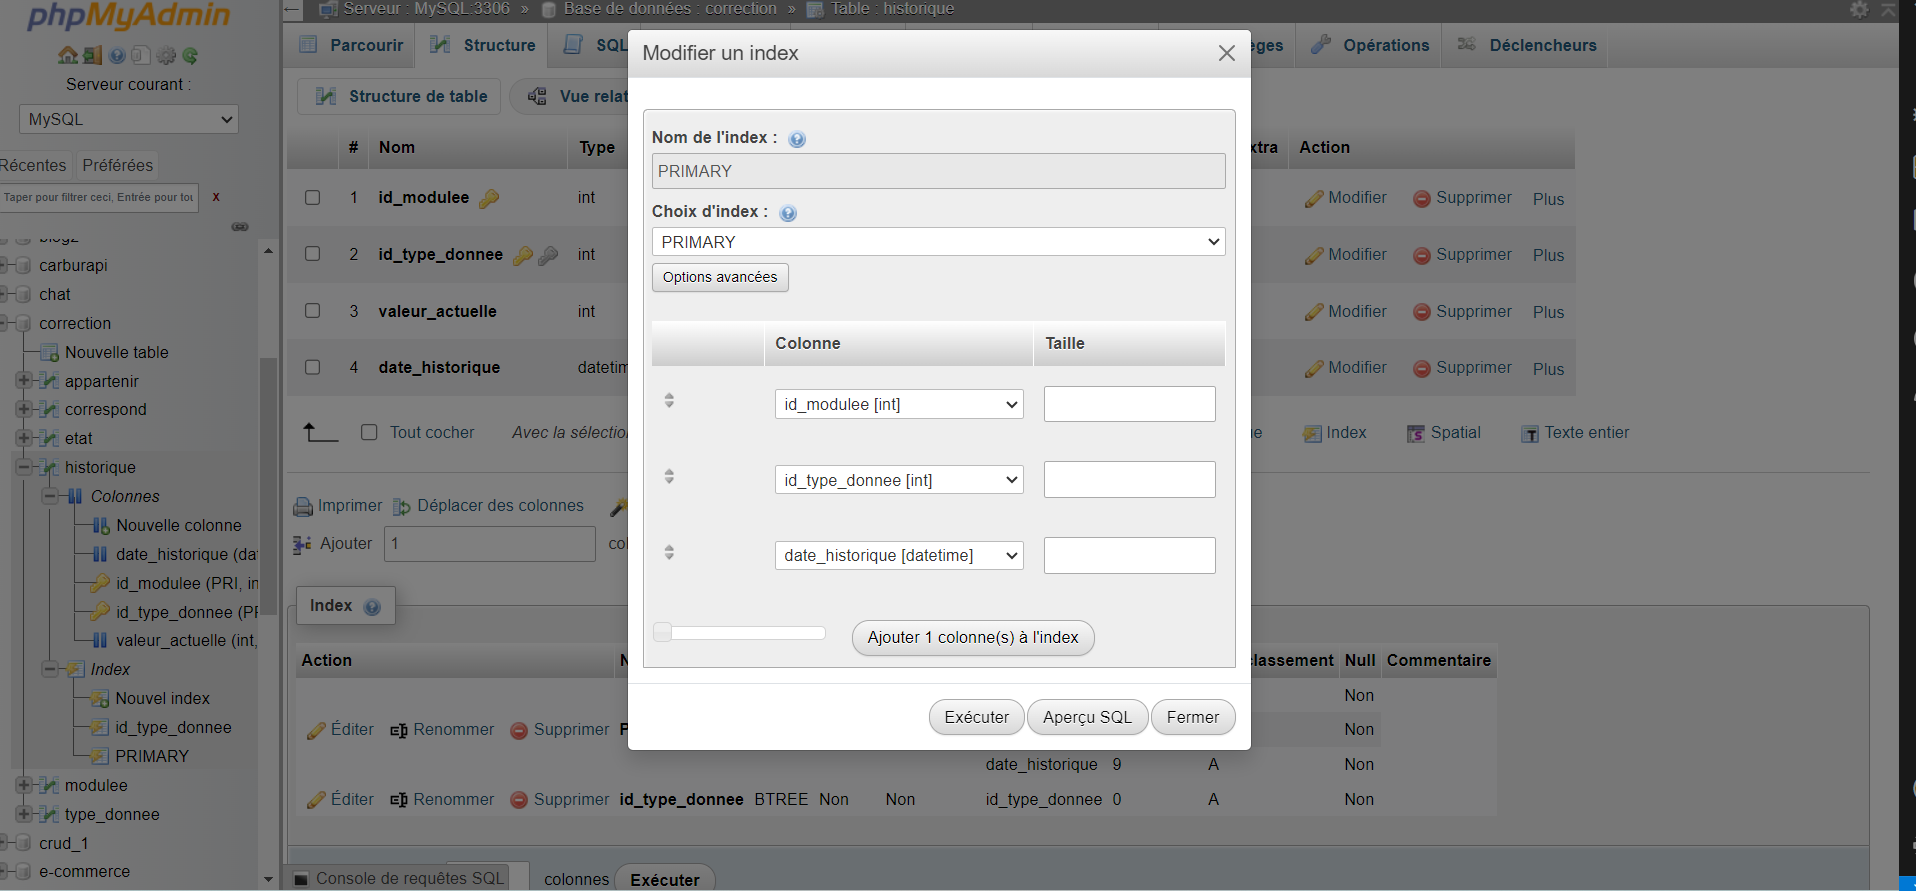 phpMyAdmin
Serveur courant :
MySQL
Récentes
Préférées
Taper pour filtrer ceci, Entrée pour tou
x
carburapi
chat
correction
Nouvelle table
appartenir
correspond
etat
historique
Colonnes
Nouvelle colonne
date_historique (dat
id_modulee (PRI, in
id_type_donnee (PR
valeur_actuelle (int,
Index
Nouvel index
id_type_donnee
PRIMARY
modulee
type_donnee
crud_1
e-commerce
Serveur : MySQL:3306 » Base de données : correction » Table : historique
Parcourir
Structure
SQL
Opérations
Déclencheurs
Structure de table
Vue relat
# Nom Type xtra Action
1 id_modulee int Modifier Supprimer Plus
2 id_type_donnee int Modifier Supprimer Plus
3 valeur_actuelle int Modifier Supprimer Plus
4 date_historique datetim Modifier Supprimer Plus
Tout cocher Avec la sélectio Index Spatial Texte entier
Imprimer Déplacer des colonnes
Ajouter 1 col
Index
Action lassement Null Commentaire
Non
Éditer Renommer Supprimer P Non
date_historique 9 A Non
Éditer Renommer Supprimer id_type_donnee BTREE Non Non id_type_donnee 0 A Non
Console de requêtes SQL
colonnes
Exécuter
Modifier un index
Nom de l'index :
PRIMARY
Choix d'index :
PRIMARY
Options avancées
Colonne Taille
id_modulee [int]
id_type_donnee [int]
date_historique [datetime]
Ajouter 1 colonne(s) à l'index
Exécuter
Aperçu SQL
Fermer